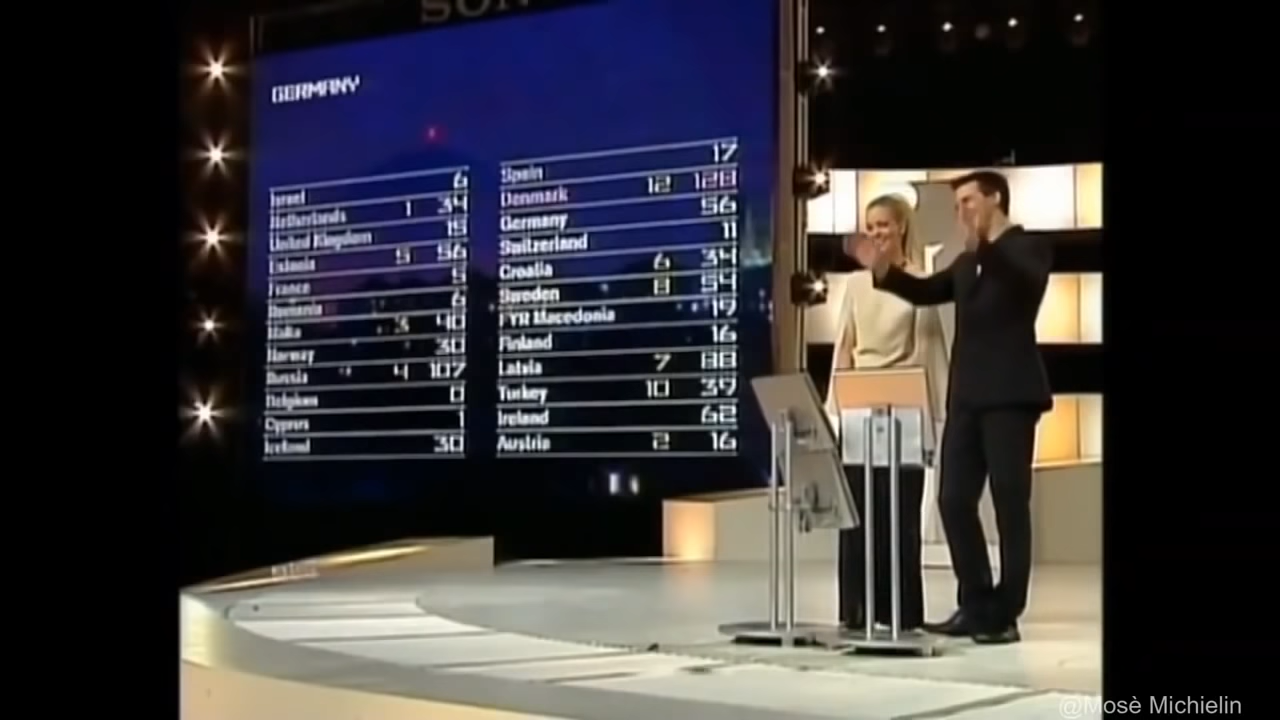 SON
GERMANY
Israel 6
Netherlands 1 34
United Kingdom 15
Estonia 5 56
France 5
Romania 6
Malta 3 40
Norway 30
Russia 4 107
Belgium 0
Cyprus 1
Iceland 30
Spain 17
Denmark 12 128
Germany 56
Switzerland 11
Croatia 6 34
Sweden 8 54
FYR Macedonia 19
Finland 16
Latvia 7 88
Turkey 10 39
Ireland 62
Austria 2 16
@Mosè Michielin